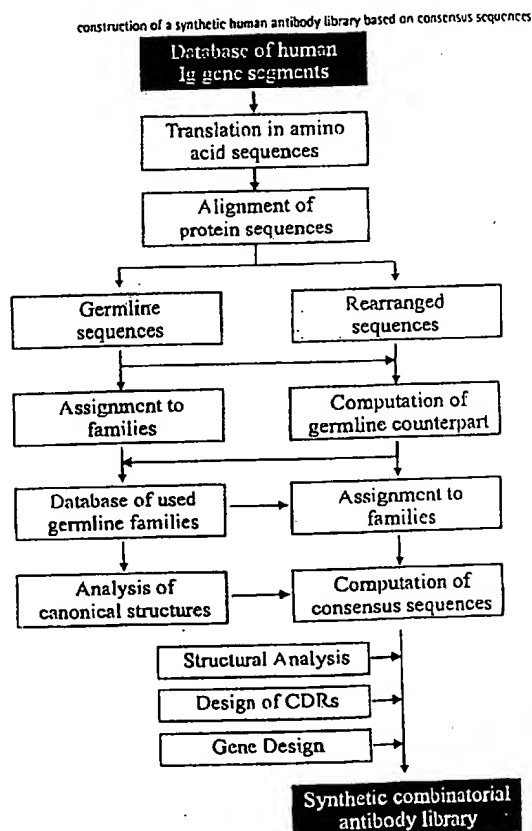 construction of a synthetic human antibody library based on consensus sequences
Database of human
Ig gene segments
Translation in amino
acid sequences
Alignment of
protein sequences
Germline
sequences
Rearranged
sequences
Assignment to
families
Computation of
germline counterpart
Database of used
germline families
Assignment to
families
Analysis of
canonical structures
Computation of
consensus sequences
Structural Analysis
Design of CDRs
Gene Design
Synthetic combinatorial
antibody library